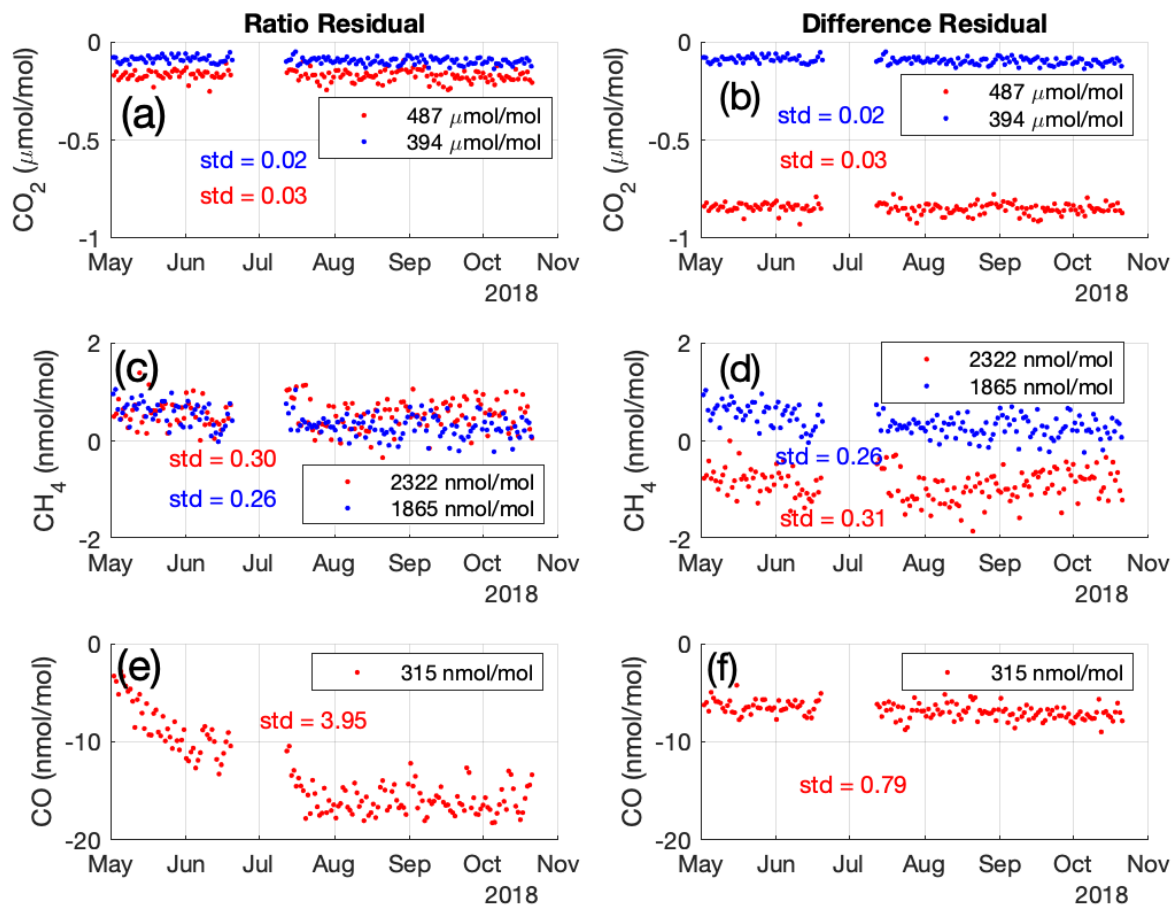 Ratio Residual
0
-0.5
-1
CO2 (μmol/mol)
(a)
487 μmol/mol
394 μmol/mol
std = 0.02
std = 0.03
May Jun Jul Aug Sep Oct Nov
2018
Difference Residual
0
-0.5
-1
CO2 (μmol/mol)
(b)
487 μmol/mol
394 μmol/mol
std = 0.02
std = 0.03
May Jun Jul Aug Sep Oct Nov
2018
2
0
-2
CH4 (nmol/mol)
(c)
std = 0.30
std = 0.26
2322 nmol/mol
1865 nmol/mol
May Jun Jul Aug Sep Oct Nov
2018
2
0
-2
CH4 (nmol/mol)
(d)
2322 nmol/mol
1865 nmol/mol
std = 0.26
std = 0.31
May Jun Jul Aug Sep Oct Nov
2018
0
-10
-20
CO (nmol/mol)
(e)
315 nmol/mol
std = 3.95
May Jun Jul Aug Sep Oct Nov
2018
0
-10
-20
CO (nmol/mol)
(f)
315 nmol/mol
std = 0.79
May Jun Jul Aug Sep Oct Nov
2018